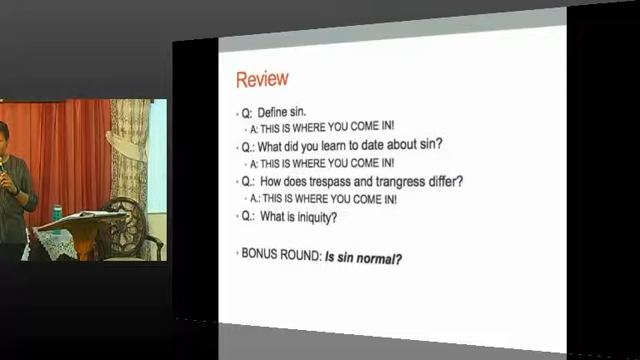 Review
• Q: Define sin.
• A: THIS IS WHERE YOU COME IN!
• Q.: What did you learn to date about sin?
• A: THIS IS WHERE YOU COME IN!
• Q: How does trespass and trangress differ?
• A.: THIS IS WHERE YOU COME IN!
• Q.: What is iniquity?
• BONUS ROUND: Is sin normal?